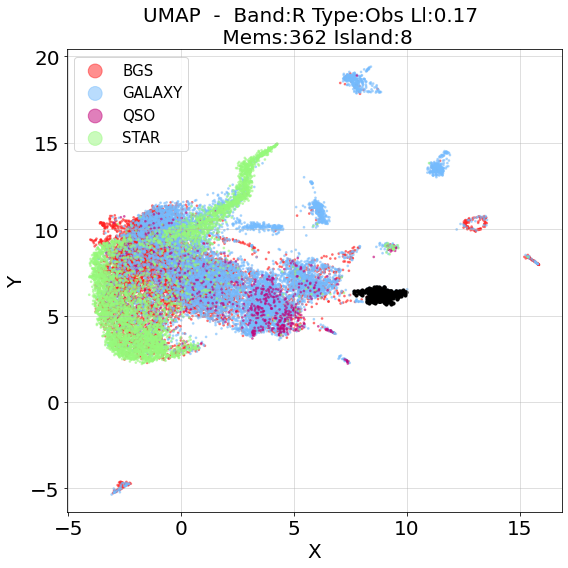 UMAP  -  Band:R Type:Obs Ll:0.17
Mems:362 Island:8
BGS
GALAXY
QSO
STAR
20
15
10
5
0
−5
Y
−5
0
5
10
15
X